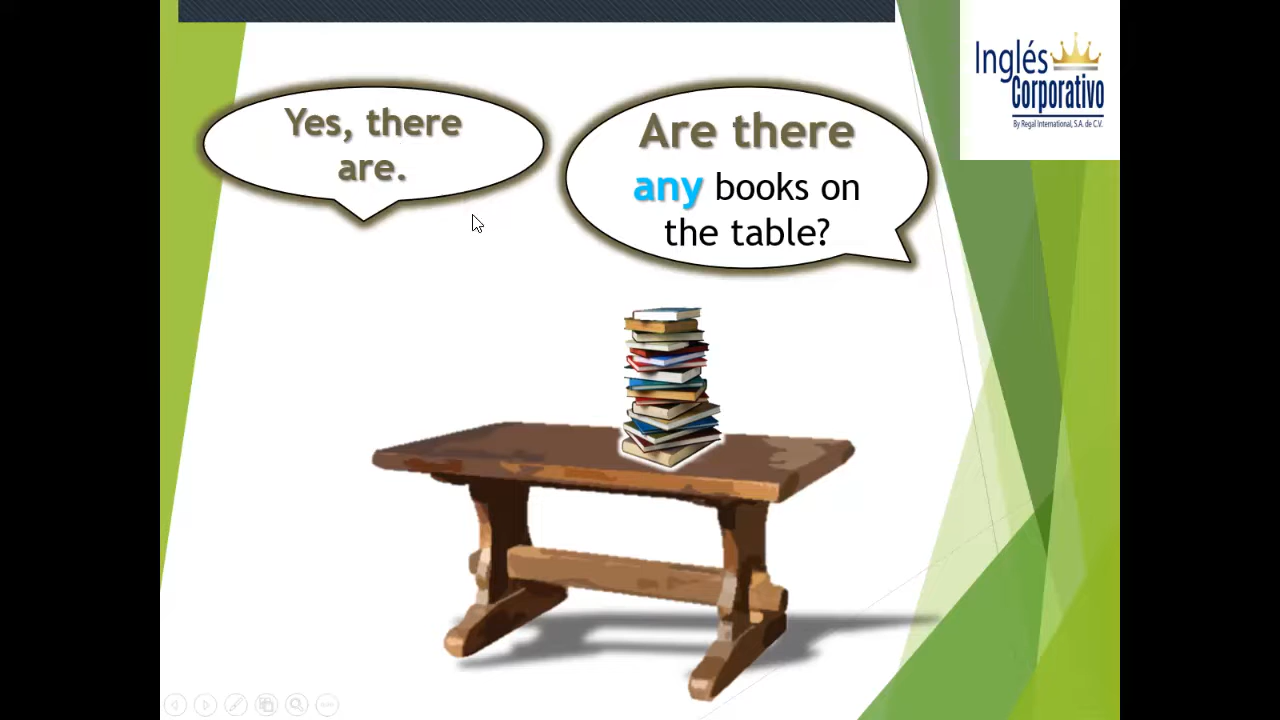 Yes, there
are.
Are there
any books on
the table?
Inglés
Corporativo
By Regal International, S.A. de C.V.